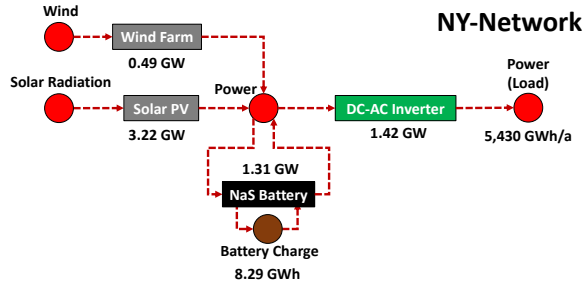 NY-Network
Wind
Wind Farm
0.49 GW
Solar Radiation
Solar PV
3.22 GW
Power
DC-AC Inverter
1.42 GW
Power
(Load)
5,430 GWh/a
1.31 GW
NaS Battery
Battery Charge
8.29 GWh